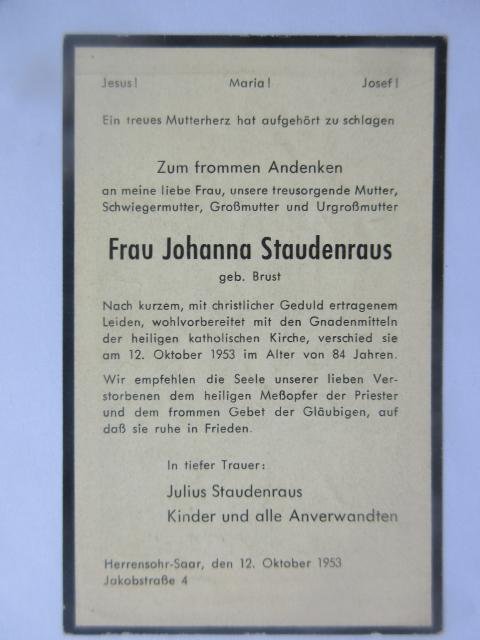 Jesus! Maria! Josef!
Ein treues Mutterherz hat aufgehört zu schlagen
Zum frommen Andenken
an meine liebe Frau, unsere treusorgende Mutter,
Schwiegermutter, Großmutter und Urgroßmutter
Frau Johanna Staudenraus
geb. Brust
Nach kurzem, mit christlicher Geduld ertragenem
Leiden, wohlvorbereitet mit den Gnadenmitteln
der heiligen katholischen Kirche, verschied sie
am 12. Oktober 1953 im Alter von 84 Jahren.
Wir empfehlen die Seele unserer lieben Ver-
storbenen dem heiligen Meßopfer der Priester
und dem frommen Gebet der Gläubigen, auf
daß sie ruhe in Frieden.
In tiefer Trauer:
Julius Staudenraus
Kinder und alle Anverwandten
Herrensohr-Saar, den 12. Oktober 1953
Jakobstraße 4